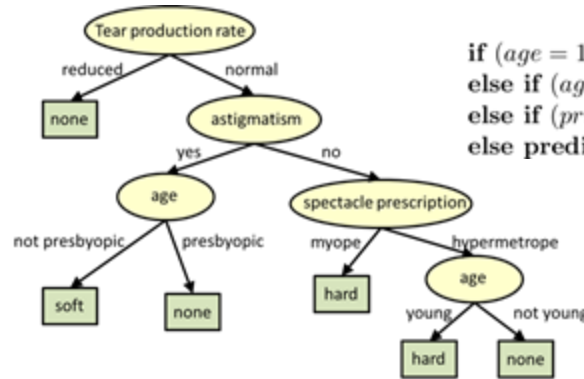 Tear production rate
if (age = 1
reduced
normal
else if (ag
none
astigmatism
else if (pr
else predi
yes
no
age
spectacle prescription
not presbyopic
presbyopic
myope
hypermetrope
soft
none
hard
age
young
not young
hard
none